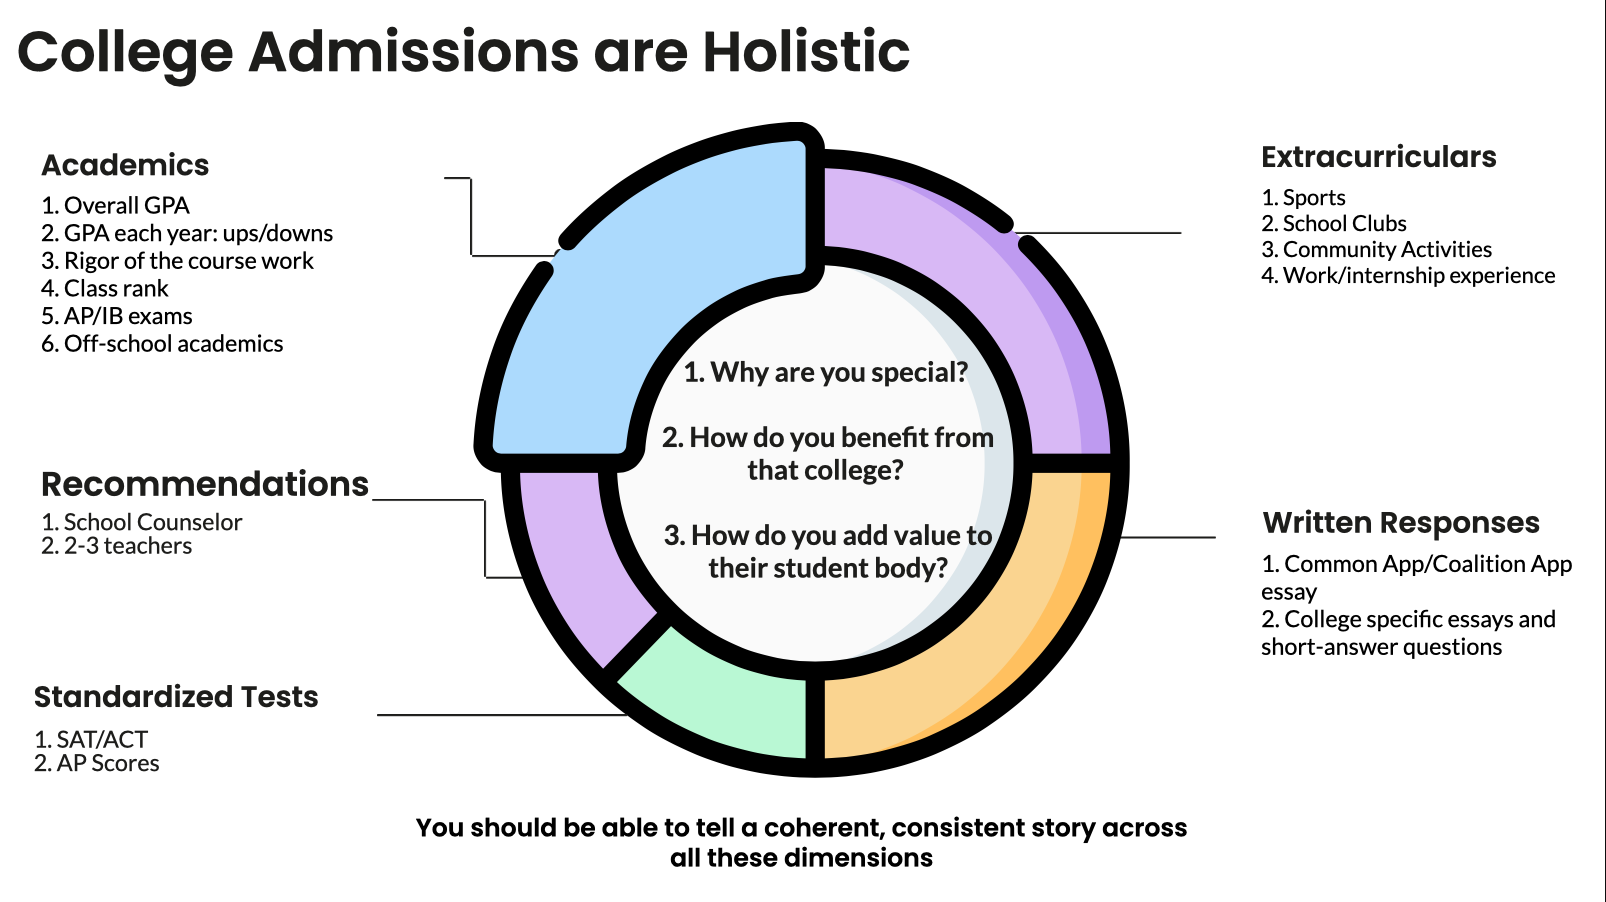 College Admissions are Holistic
Academics
1. Overall GPA
2. GPA each year: ups/downs
3. Rigor of the course work
4. Class rank
5. AP/IB exams
6. Off-school academics
Recommendations
1. School Counselor
2. 2-3 teachers
Standardized Tests
1. SAT/ACT
2. AP Scores
1. Why are you special?
2. How do you benefit from
that college?
3. How do you add value to
their student body?
Extracurriculars
1. Sports
2. School Clubs
3. Community Activities
4. Work/internship experience
Written Responses
1. Common App/Coalition App
essay
2. College specific essays and
short-answer questions
You should be able to tell a coherent, consistent story across
all these dimensions